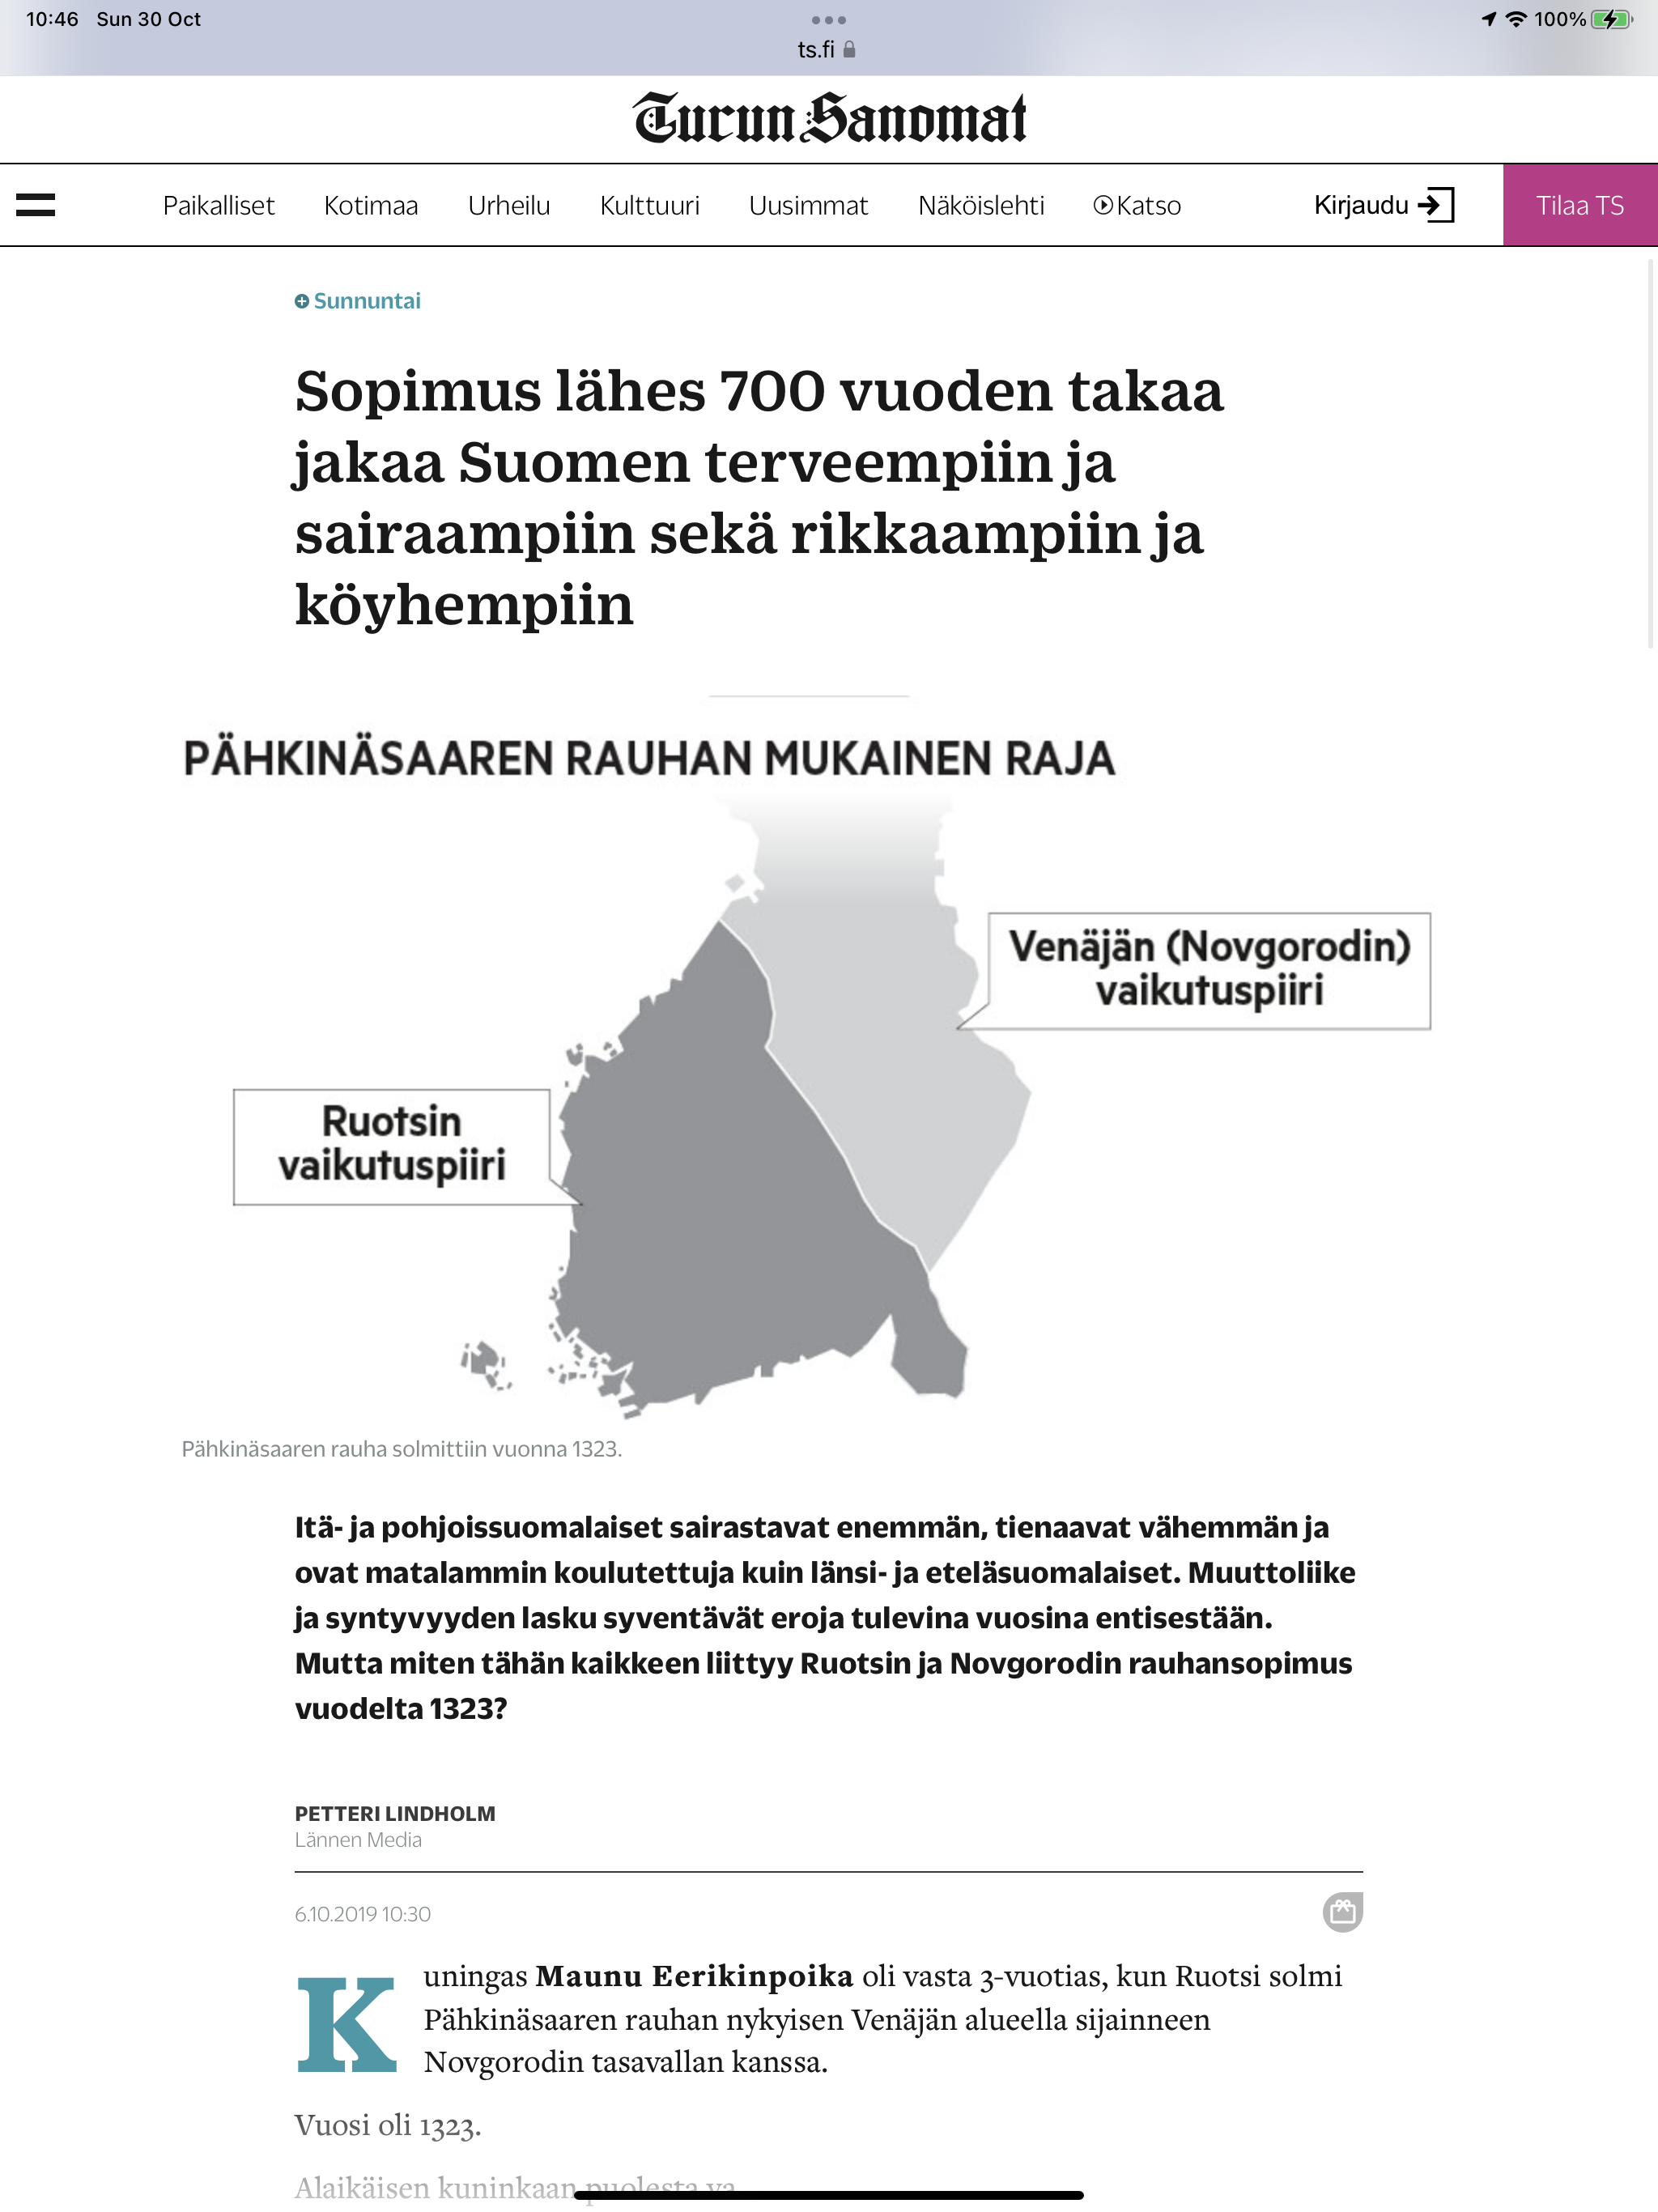 10:46 Sun 30 Oct
100%
ts.fi
Turun Sanomat
Paikalliset Kotimaa Urheilu Kulttuuri Uusimmat Näköislehti Katso Kirjaudu Tilaa TS
Sunnuntai
Sopimus lähes 700 vuoden takaa
jakaa Suomen terveempiin ja
sairaampiin sekä rikkaampiin ja
köyhempiin
PÄHKINÄSAAREN RAUHAN MUKAINEN RAJA
Venäjän (Novgorodin)
vaikutuspiiri
Ruotsin
vaikutuspiiri
Pähkinäsaaren rauha solmittiin vuonna 1323.
Itä- ja pohjoissuomalaiset sairastavat enemmän, tienaavat vähemmän ja
ovat matalammin koulutettuja kuin länsi- ja eteläsuomalaiset. Muuttoliike
ja syntyvyyden lasku syventävät eroja tulevina vuosina entisestään.
Mutta miten tähän kaikkeen liittyy Ruotsin ja Novgorodin rauhansopimus
vuodelta 1323?
PETTERI LINDHOLM
Lännen Media
6.10.2019 10:30
Kuningas Maunu Eerikinpoika oli vasta 3-vuotias, kun Ruotsi solmi
Pähkinäsaaren rauhan nykyisen Venäjän alueella sijainneen
Novgorodin tasavallan kanssa.
Vuosi oli 1323.
Alaikäisen kuninkaan puolesta va